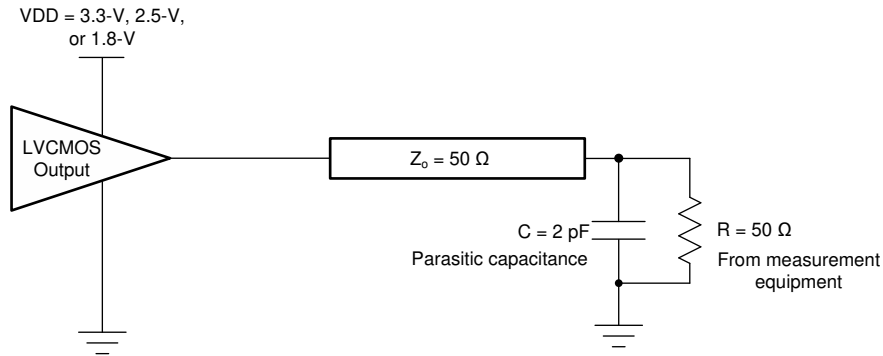 VDD = 3.3-V, 2.5-V,
or 1.8-V
LVCMOS
Output
Zo = 50 Ω
C = 2 pF
Parasitic capacitance
R = 50 Ω
From measurement
equipment